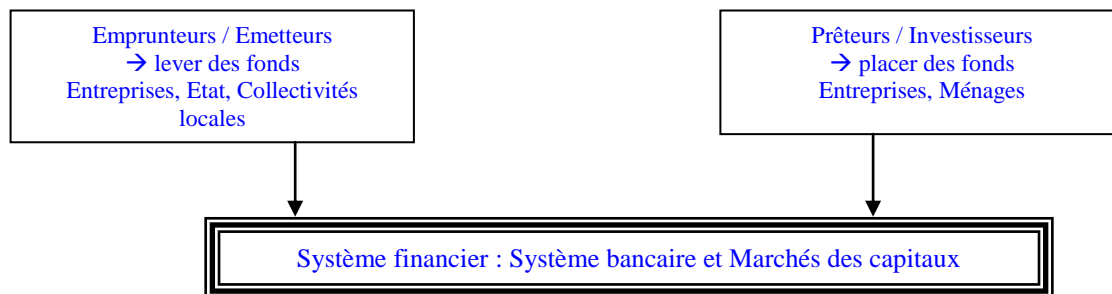 Emprunteurs / Emetteurs
→ lever des fonds
Entreprises, Etat, Collectivités
locales
Prêteurs / Investisseurs
→ placer des fonds
Entreprises, Ménages
Système financier : Système bancaire et Marchés des capitaux